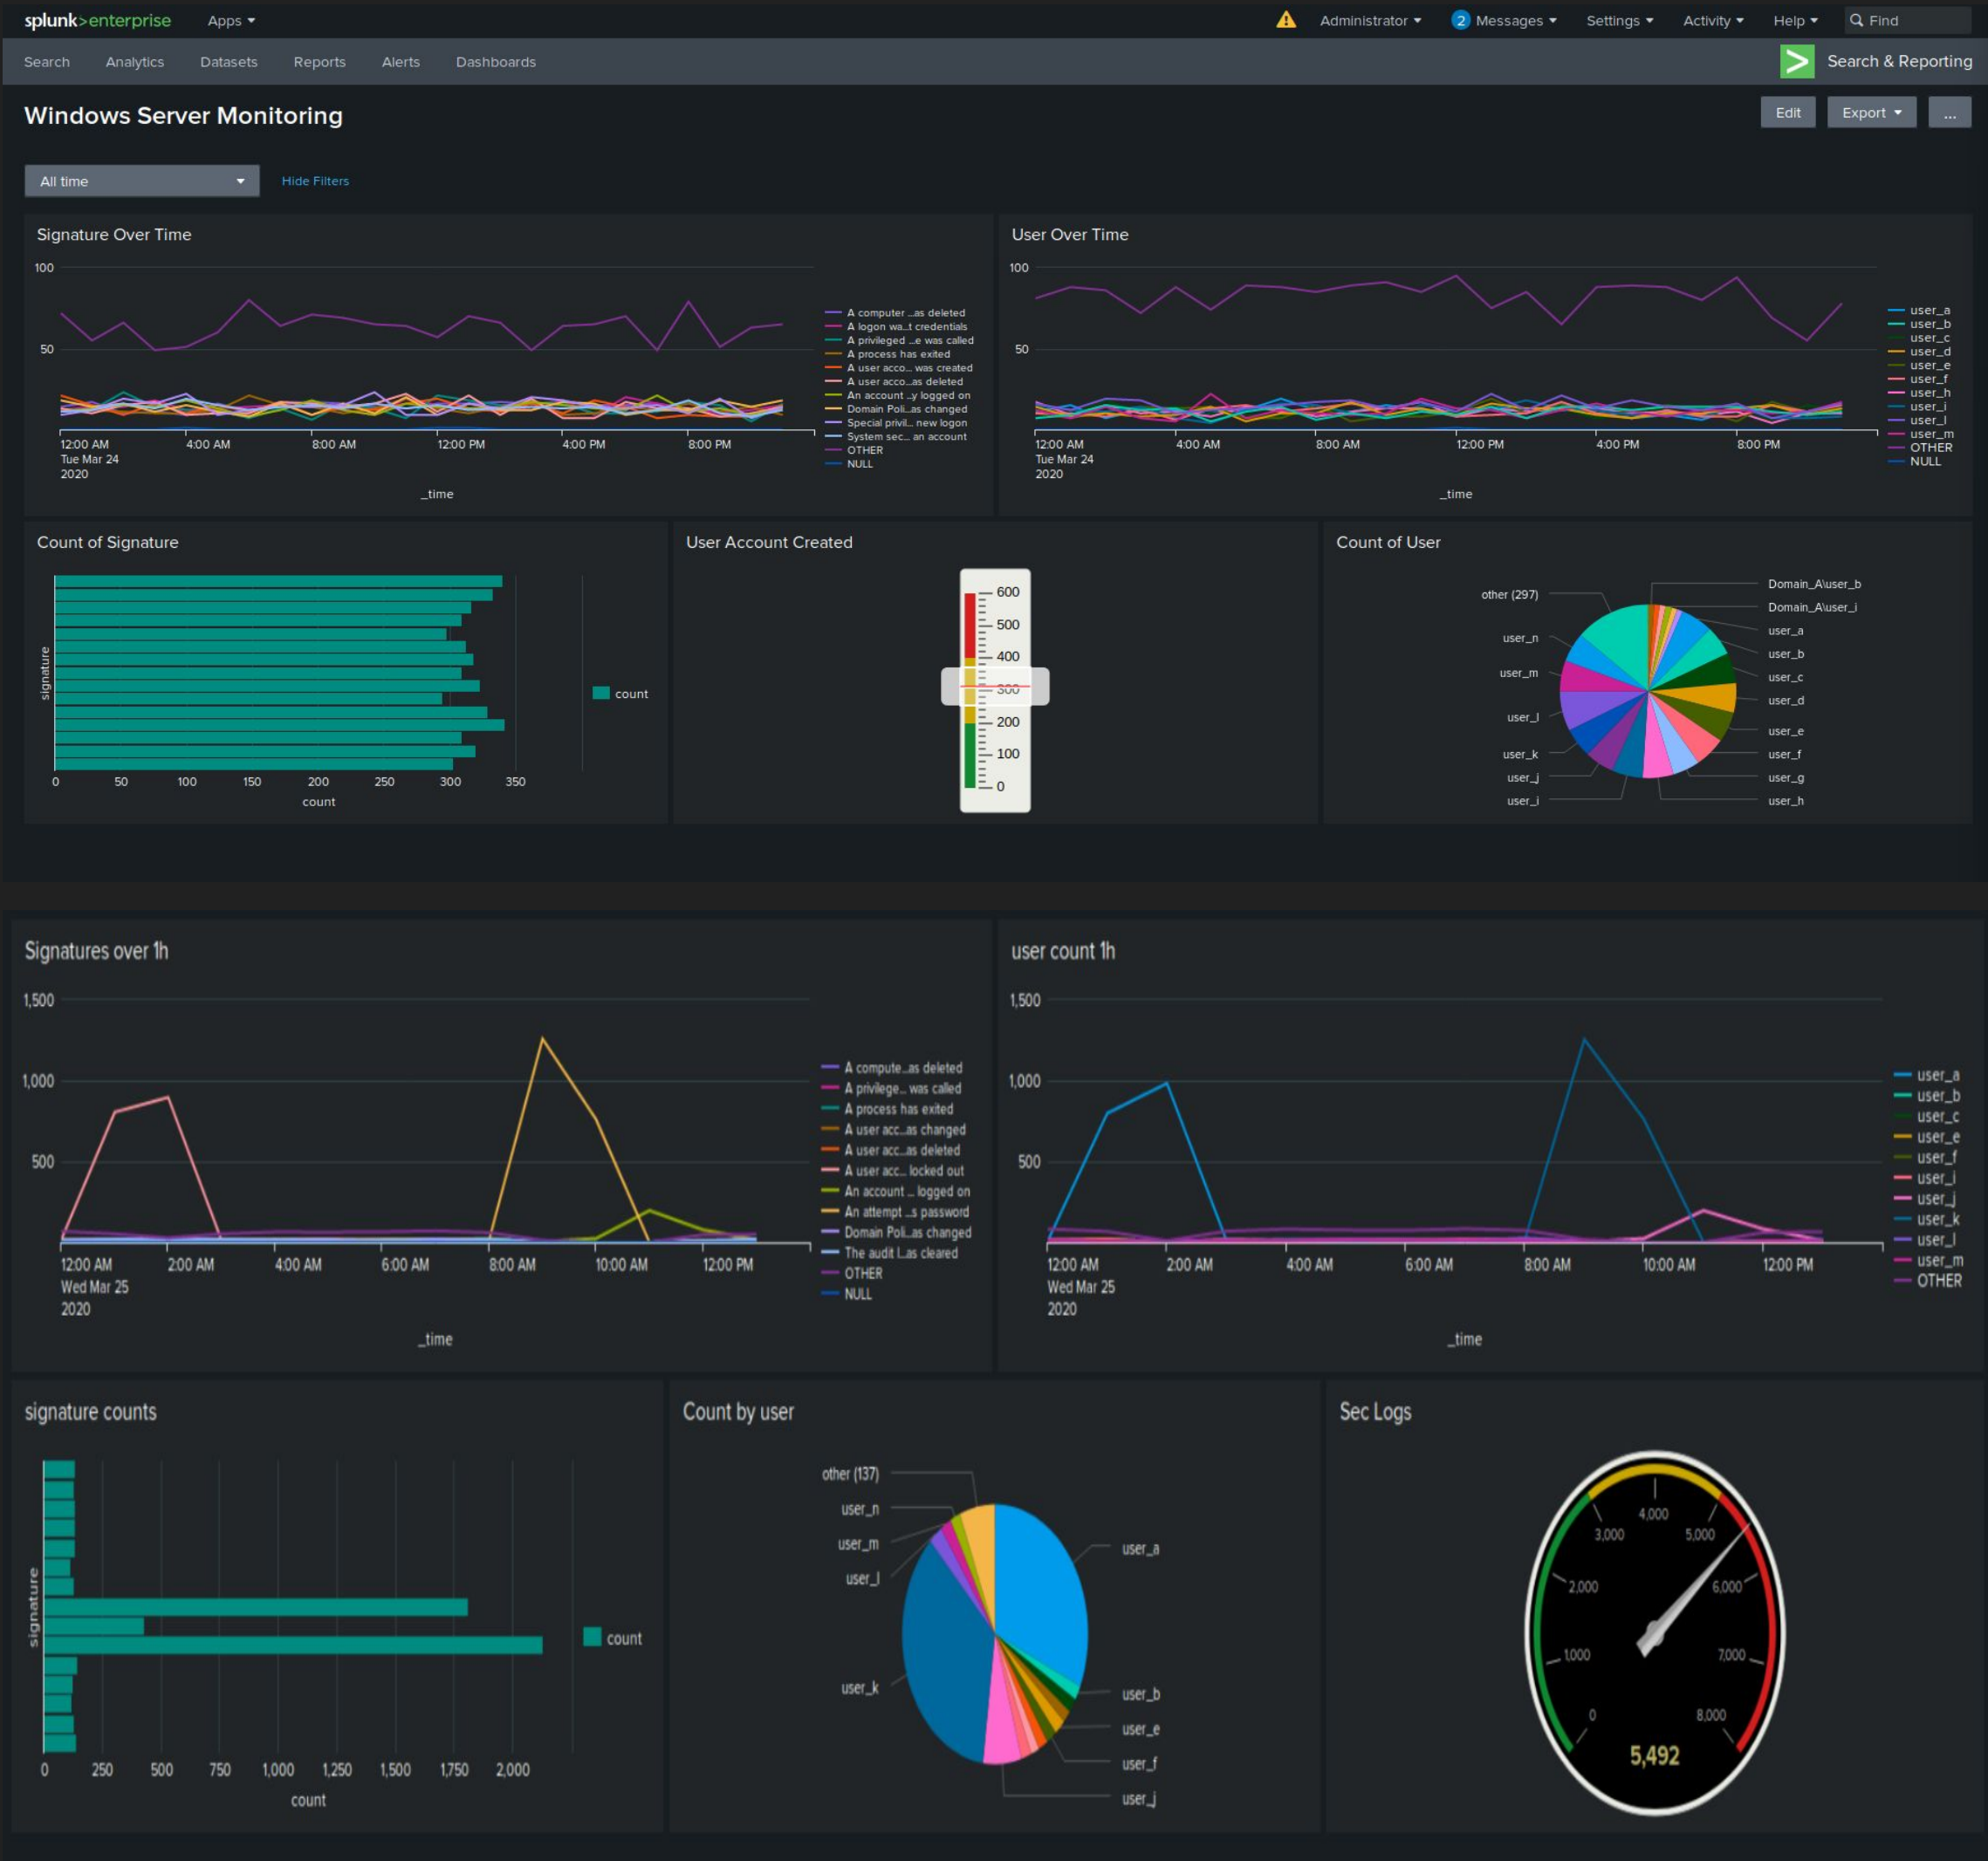 splunk>enterprise Apps Administrator 2 Messages Settings Activity Help Find
Search Analytics Datasets Reports Alerts Dashboards Search & Reporting
Windows Server Monitoring
Edit Export ...
All time Hide Filters
Signature Over Time
100
50
12:00 AM 4:00 AM 8:00 AM 12:00 PM 4:00 PM 8:00 PM
Tue Mar 24
2020
_time
A computer ...as deleted
A logon wa...t credentials
A privileged ...e was called
A process has exited
A user acco... was created
A user acco...as deleted
An account ...y logged on
Domain Poli...as changed
Special privil... new logon
System sec... an account
OTHER
NULL
User Over Time
100
50
12:00 AM 4:00 AM 8:00 AM 12:00 PM 4:00 PM 8:00 PM
Tue Mar 24
2020
_time
user_a
user_b
user_c
user_d
user_e
user_f
user_h
user_i
user_l
user_m
OTHER
NULL
Count of Signature
signature
0 50 100 150 200 250 300 350
count
count
User Account Created
600
500
400
300
200
100
0
Count of User
other (297)
user_n
user_m
user_l
user_k
user_j
user_i
Domain_A\user_b
Domain_A\user_i
user_a
user_b
user_c
user_d
user_e
user_f
user_g
user_h
Signatures over 1h
1,500
1,000
500
12:00 AM 2:00 AM 4:00 AM 6:00 AM 8:00 AM 10:00 AM 12:00 PM
Wed Mar 25
2020
_time
A compute...as deleted
A privilege... was called
A process has exited
A user acc...as changed
A user acc...as deleted
A user acc... locked out
An account ... logged on
An attempt ...s password
Domain Poli...as changed
The audit l...as cleared
OTHER
NULL
user count 1h
1,500
1,000
500
12:00 AM 2:00 AM 4:00 AM 6:00 AM 8:00 AM 10:00 AM 12:00 PM
Wed Mar 25
2020
_time
user_a
user_b
user_c
user_e
user_f
user_i
user_j
user_k
user_l
user_m
OTHER
signature counts
signature
0 250 500 750 1,000 1,250 1,500 1,750 2,000
count
count
Count by user
other (137)
user_n
user_m
user_l
user_k
user_a
user_b
user_e
user_f
user_j
Sec Logs
0
1,000
2,000
3,000
4,000
5,000
6,000
7,000
8,000
5,492